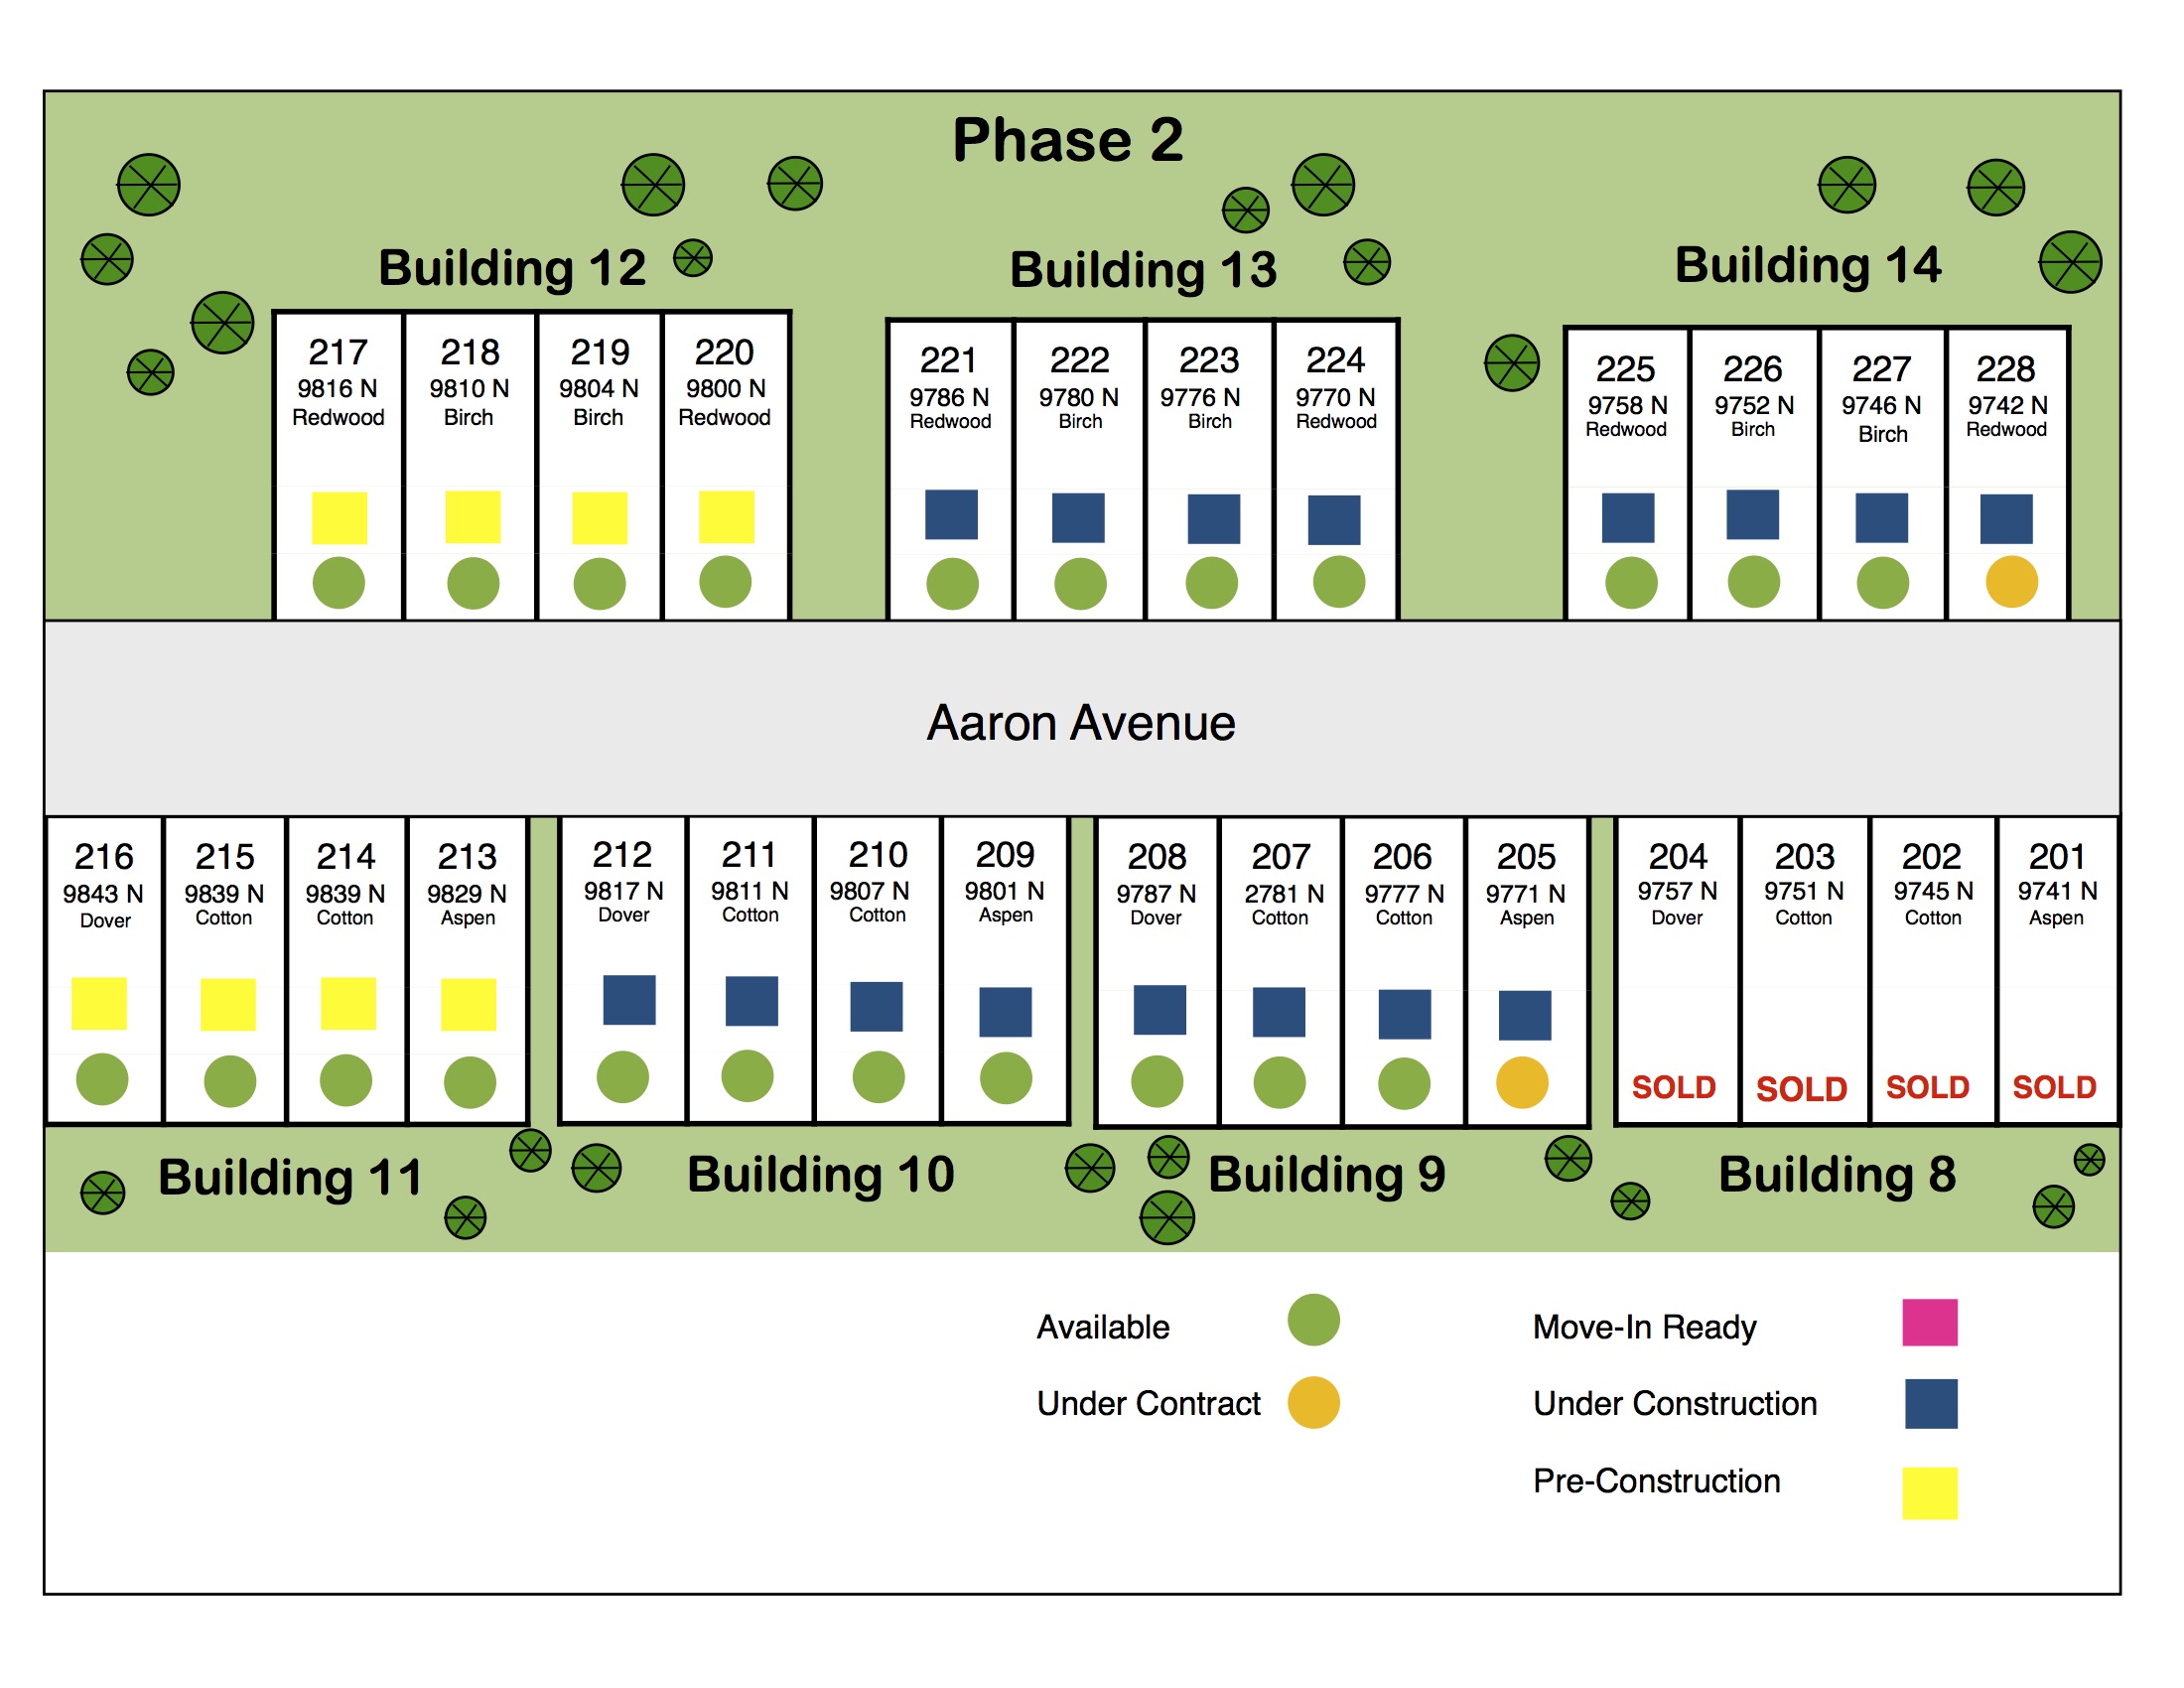 Phase 2
Building 12
Building 13
Building 14
217
9816 N
Redwood
218
9810 N
Birch
219
9804 N
Birch
220
9800 N
Redwood
221
9786 N
Redwood
222
9780 N
Birch
223
9776 N
Birch
224
9770 N
Redwood
225
9758 N
Redwood
226
9752 N
Birch
227
9746 N
Birch
228
9742 N
Redwood
Aaron Avenue
216
9843 N
Dover
215
9839 N
Cotton
214
9839 N
Cotton
213
9829 N
Aspen
212
9817 N
Dover
211
9811 N
Cotton
210
9807 N
Cotton
209
9801 N
Aspen
208
9787 N
Dover
207
2781 N
Cotton
206
9777 N
Cotton
205
9771 N
Aspen
204
9757 N
Dover
SOLD
203
9751 N
Cotton
SOLD
202
9745 N
Cotton
SOLD
201
9741 N
Aspen
SOLD
Building 11
Building 10
Building 9
Building 8
Available
Under Contract
Move-In Ready
Under Construction
Pre-Construction